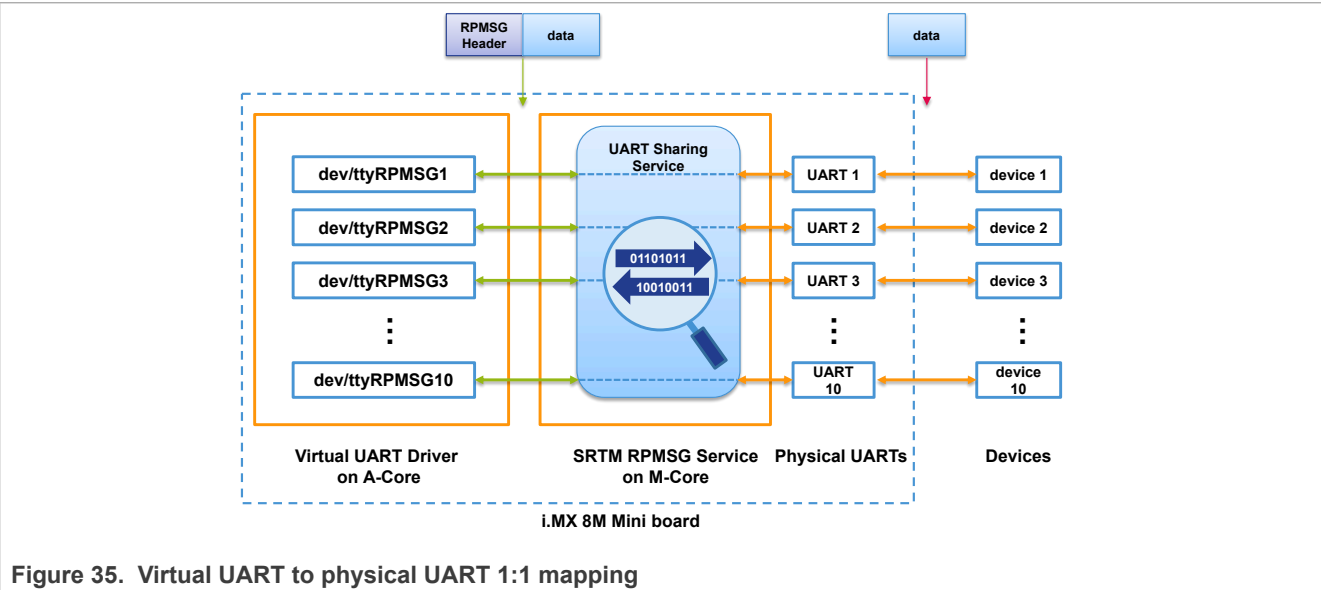 RPMSG
Header
data
data
UART Sharing
Service
dev/ttyRPMSG1
UART 1
device 1
dev/ttyRPMSG2
UART 2
device 2
01101011
dev/ttyRPMSG3
10010011
UART 3
device 3
dev/ttyRPMSG10
UART
10
device
10
Virtual UART Driver
on A-Core
SRTM RPMSG Service
on M-Core
Physical UARTs
Devices
i.MX 8M Mini board
Figure 35. Virtual UART to physical UART 1:1 mapping